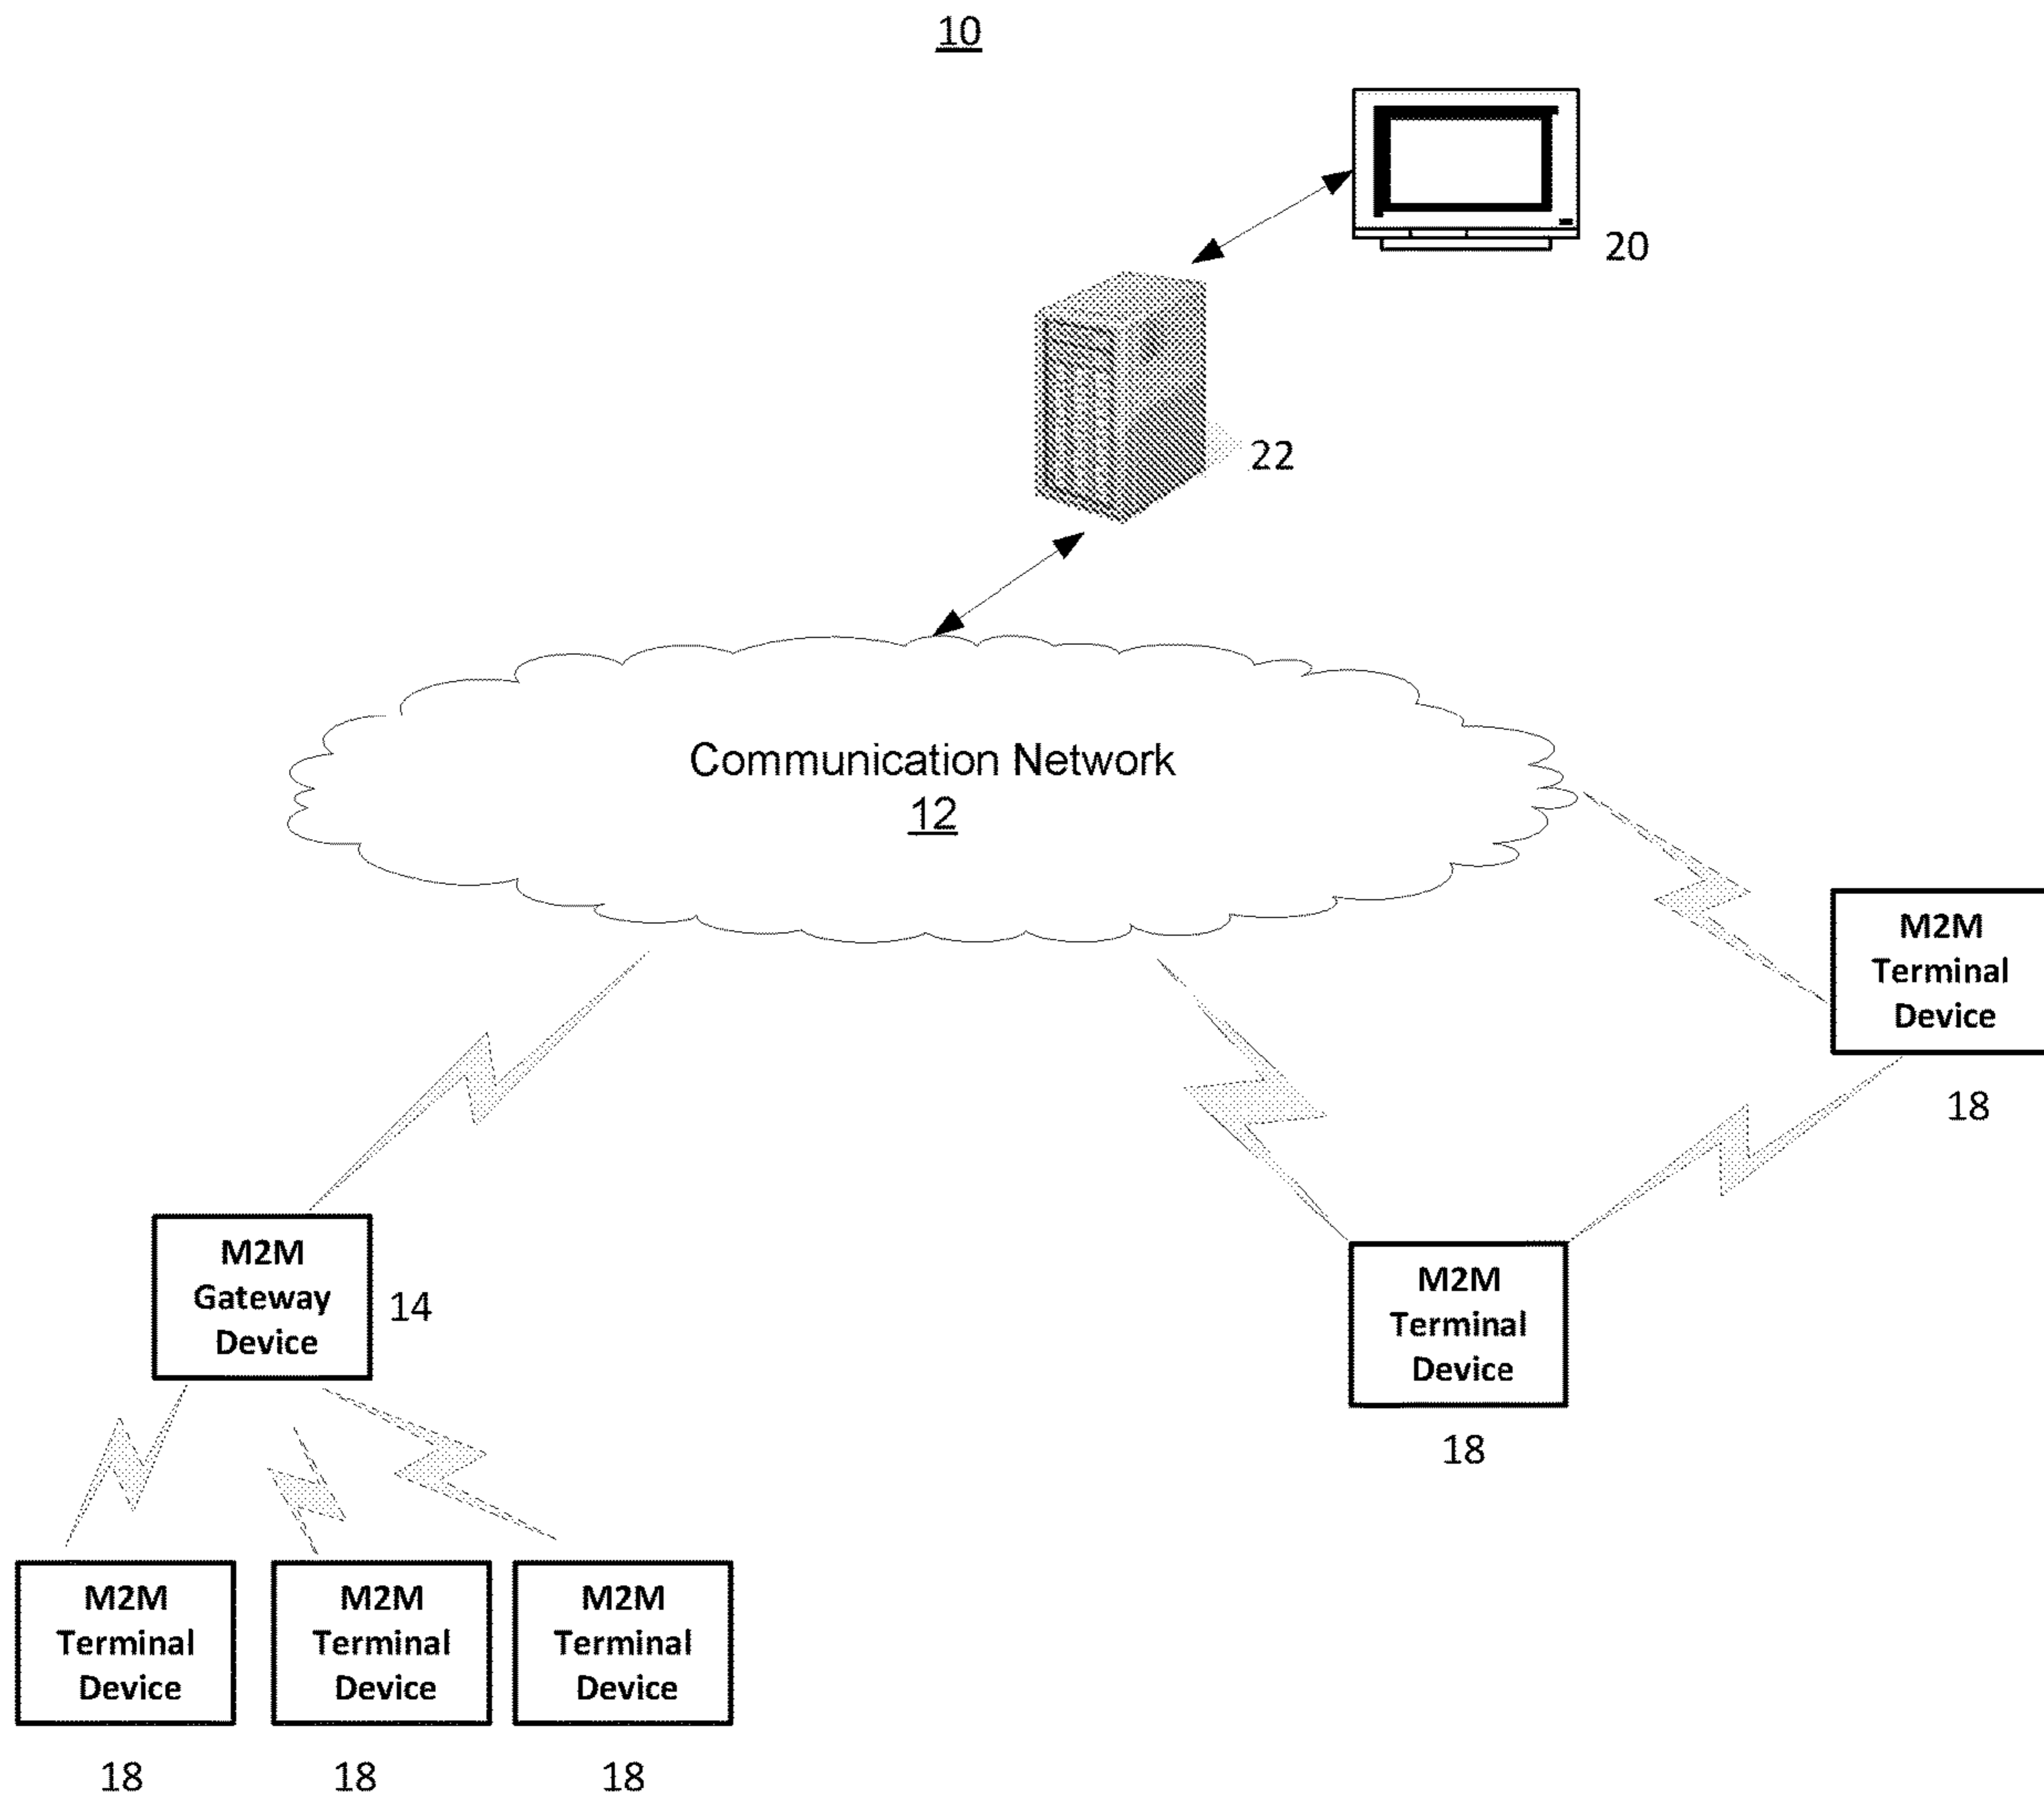 10
20
22
Communication Network
12
M2M
Terminal
Device
18
M2M
Gateway
Device
14
M2M
Terminal
Device
18
M2M
Terminal
Device
18
M2M
Terminal
Device
18
M2M
Terminal
Device
18